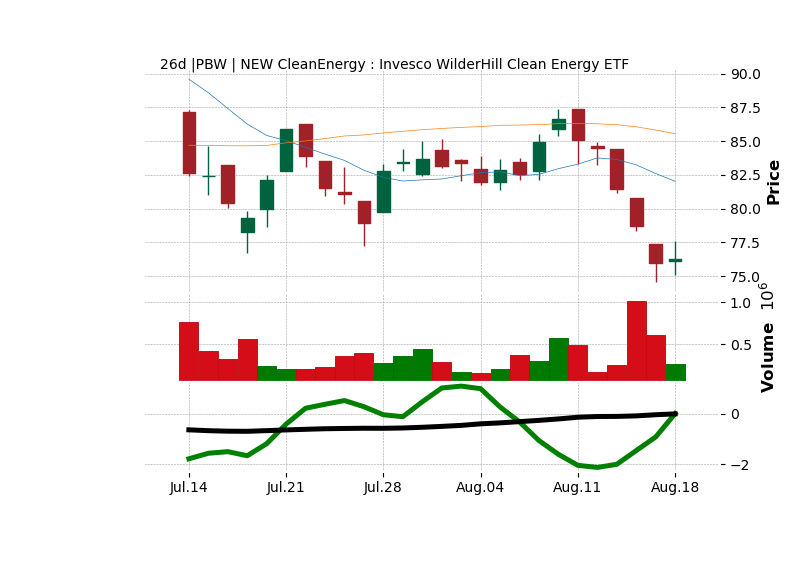 26d |PBW | NEW CleanEnergy : Invesco WilderHill Clean Energy ETF
90.0
87.5
85.0
82.5
80.0
77.5
75.0
Price
1.0
0.5
Volume 10^6
0
−2
Jul.14 Jul.21 Jul.28 Aug.04 Aug.11 Aug.18